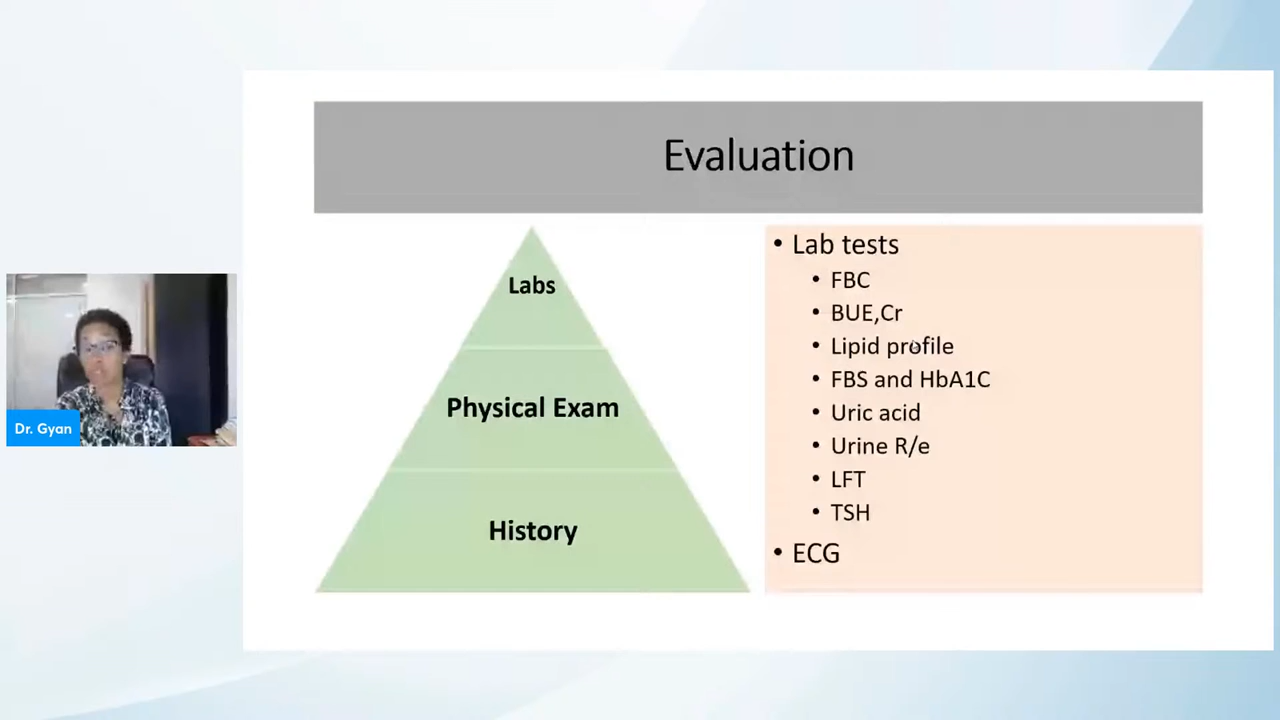 Evaluation
Labs
Physical Exam
History
• Lab tests
• FBC
• BUE,Cr
• Lipid profile
• FBS and HbA1C
• Uric acid
• Urine R/e
• LFT
• TSH
• ECG
Dr. Gyan